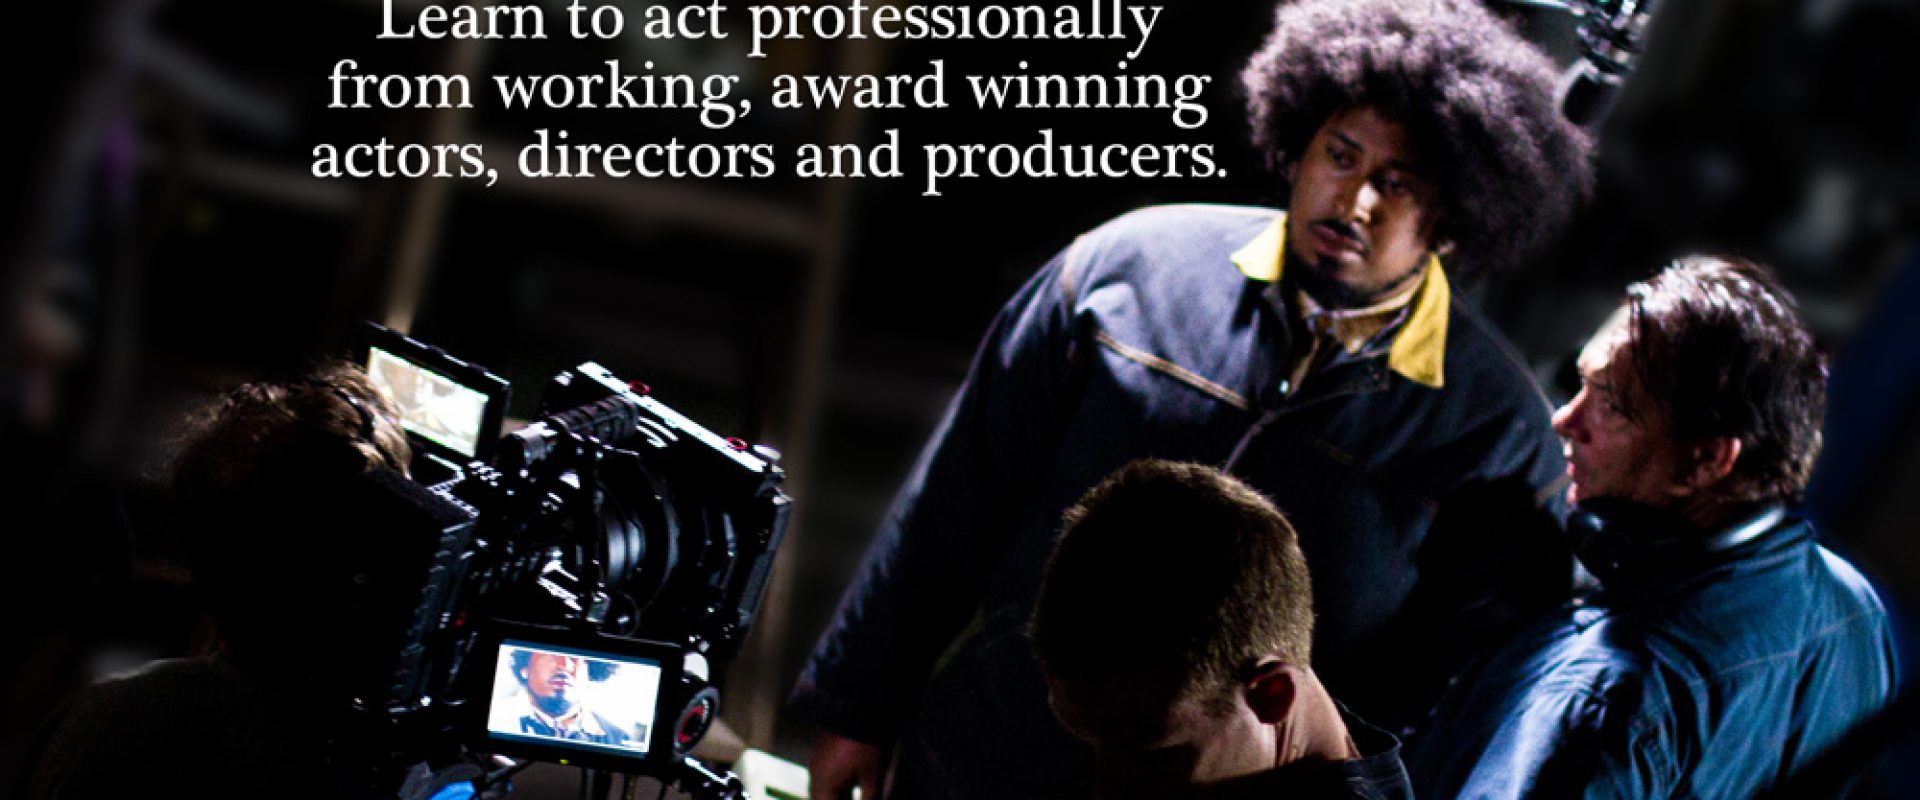 Learn to act professionally
from working, award winning
actors, directors and producers.